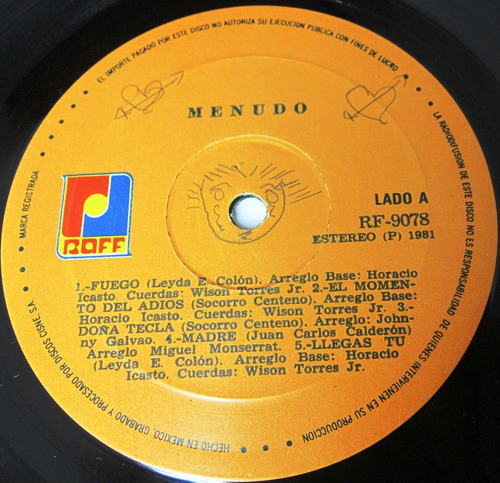 EL IMPORTE PAGADO POR ESTE DISCO NO AUTORIZA SU EJECUCION PUBLICA CON FINES DE LUCRO
LA RADIODIFUSION DE ESTE DISCO NO ES RESPONSABILIDAD DE QUIENES INTERVIENEN EN SU PRODUCCION
MENUDO
MARCA REGISTRADA
ROFF
LADO A
RF-9078
ESTEREO (P) 1981
1.-FUEGO (Leyda E. Colón). Arreglo Base: Horacio
Icasto. Cuerdas: Wison Torres Jr. 2.-EL MOMEN-
TO DEL ADIOS (Socorro Centeno). Arreglo Base:
Horacio Icasto. Cuerdas: Wison Torres Jr. 3.-
DOÑA TECLA (Socorro Centeno). Arreglo: John-
ny Galvao. 4.-MADRE (Juan Carlos Calderón)
Arreglo Miguel Monserrat. 5.-LLEGAS TU
(Leyda E. Colón). Arreglo Base: Horacio
Icasto. Cuerdas: Wison Torres Jr.
HECHO EN MEXICO, GRABADO Y PROCESADO POR DISCOS CISNE, S.A.